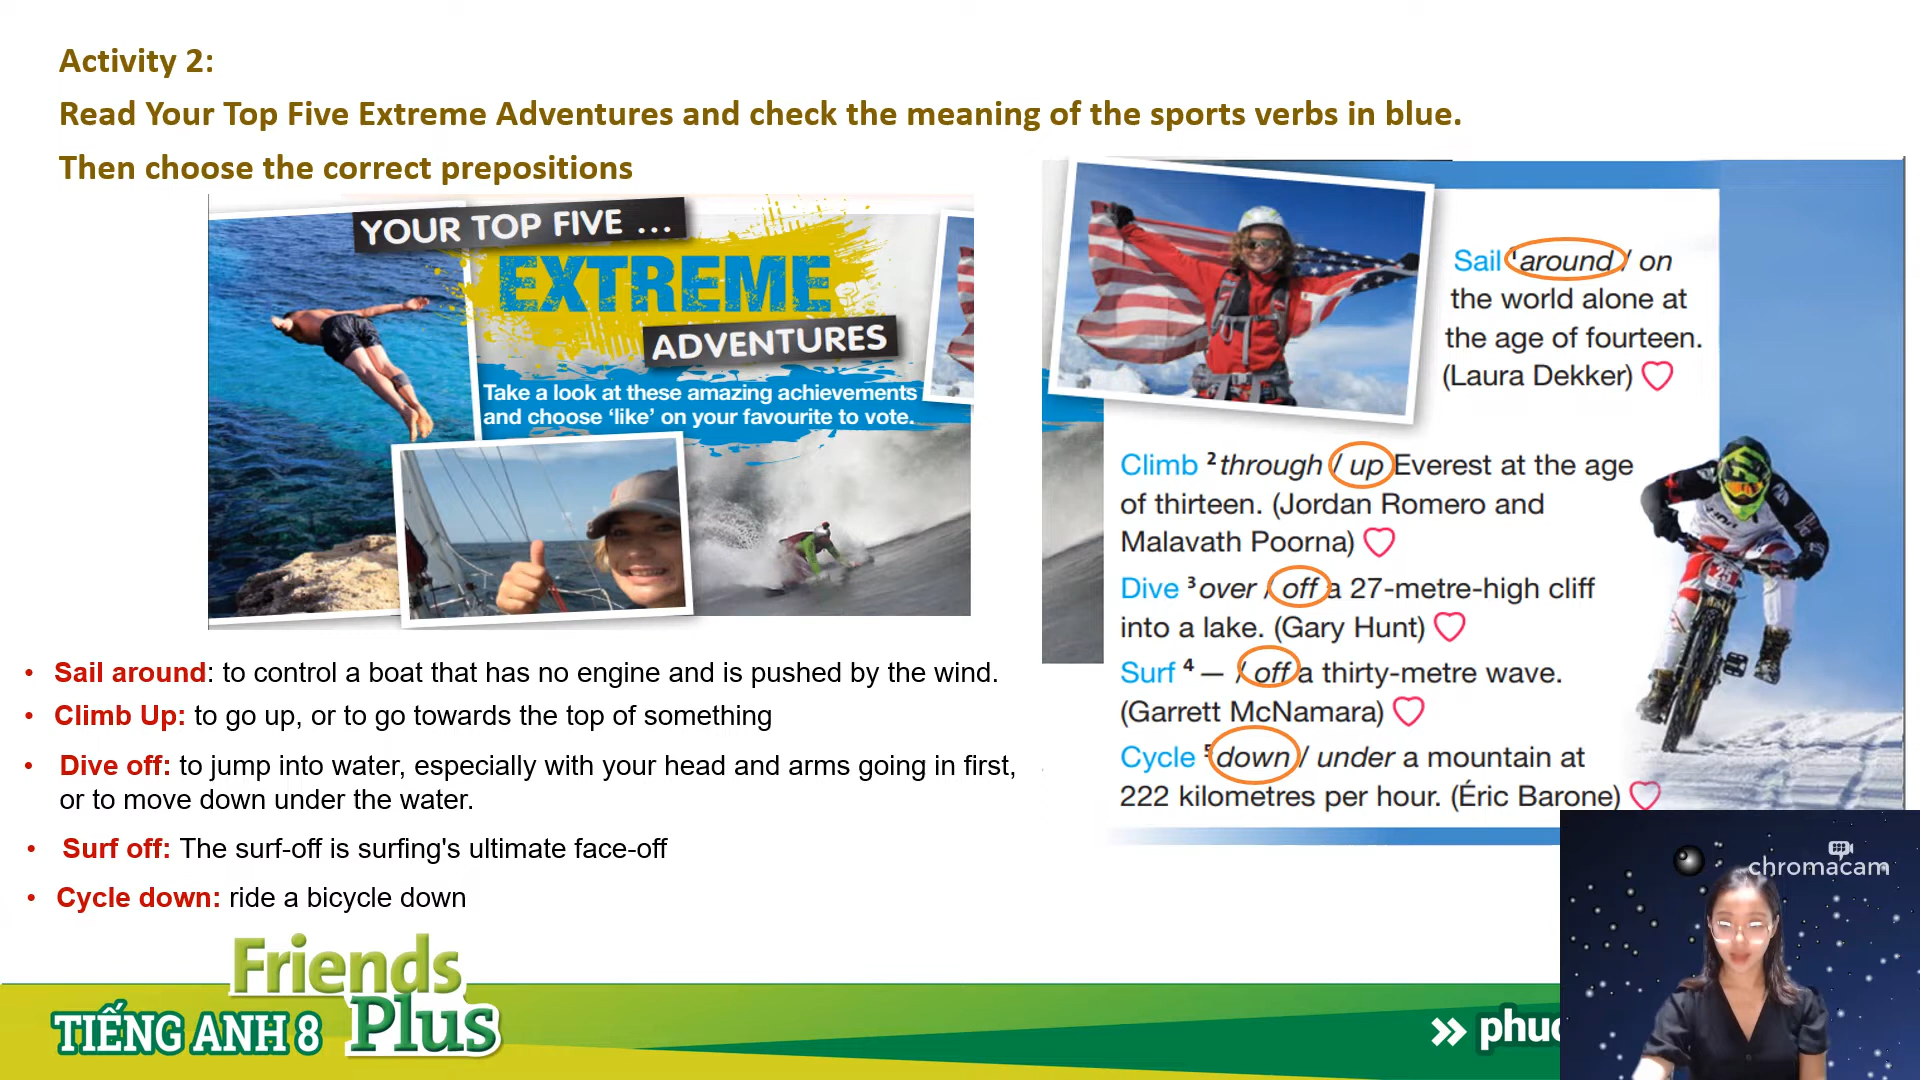 Activity 2:
Read Your Top Five Extreme Adventures and check the meaning of the sports verbs in blue.
Then choose the correct prepositions
YOUR TOP FIVE ...
EXTREME
ADVENTURES
Take a look at these amazing achievements
and choose ‘like’ on your favourite to vote.
Sail ¹around / on
the world alone at
the age of fourteen.
(Laura Dekker)
Climb ²through / up Everest at the age
of thirteen. (Jordan Romero and
Malavath Poorna)
Dive ³over / off a 27-metre-high cliff
into a lake. (Gary Hunt)
Surf ⁴ — / off a thirty-metre wave.
(Garrett McNamara)
Cycle ⁵down / under a mountain at
222 kilometres per hour. (Éric Barone)
• Sail around: to control a boat that has no engine and is pushed by the wind.
• Climb Up: to go up, or to go towards the top of something
• Dive off: to jump into water, especially with your head and arms going in first,
or to move down under the water.
• Surf off: The surf-off is surfing's ultimate face-off
• Cycle down: ride a bicycle down
chromacam
Friends
Plus
TIẾNG ANH 8